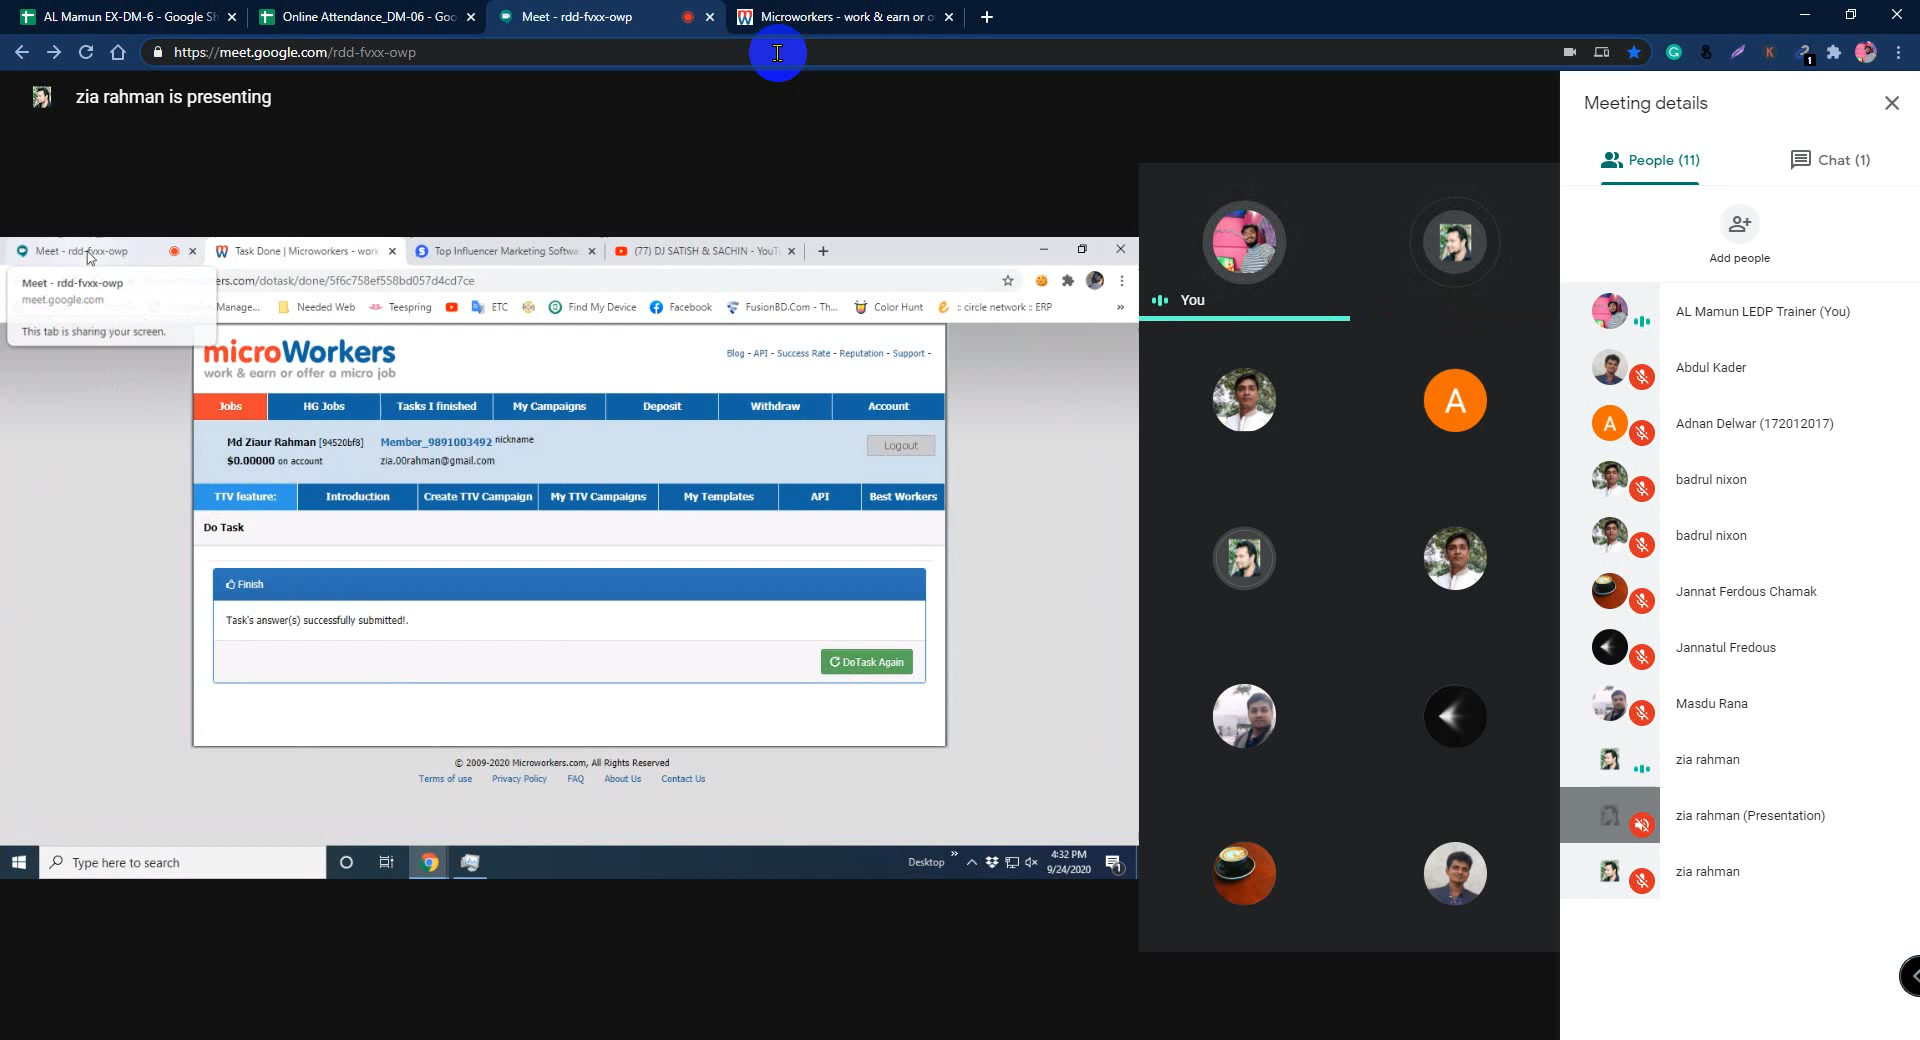 AL Mamun EX-DM-6 - Google Sh
Online Attendance_DM-06 - Goo
Meet - rdd-fvxx-owp
Microworkers - work & earn or o
https://meet.google.com/rdd-fvxx-owp
1
zia rahman is presenting
Meeting details
People (11)
Chat (1)
Add people
AL Mamun LEDP Trainer (You)
Abdul Kader
A
Adnan Delwar (172012017)
badrul nixon
badrul nixon
Jannat Ferdous Chamak
Jannatul Fredous
Masdu Rana
zia rahman
zia rahman (Presentation)
zia rahman
You
A
Meet - rdd-fvxx-owp
Task Done | Microworkers - work
Top Influencer Marketing Softwa
(77) DJ SATISH & SACHIN - YouT
Meet - rdd-fvxx-owp
meet.google.com
This tab is sharing your screen.
ers.com/dotask/done/5f6c758ef558bd057d4cd7ce
Manage...
Needed Web
Teespring
ETC
Find My Device
Facebook
FusionBD.Com - Th...
Color Hunt
:: circle network :: ERP
»
microWorkers
work & earn or offer a micro job
Blog - API - Success Rate - Reputation - Support -
Jobs
HG Jobs
Tasks I finished
My Campaigns
Deposit
Withdraw
Account
Md Ziaur Rahman [94520bf8]
Member_9891003492 nickname
$0.00000 on account
zia.00rahman@gmail.com
Logout
TTV feature:
Introduction
Create TTV Campaign
My TTV Campaigns
My Templates
API
Best Workers
Do Task
Finish
Task's answer(s) successfully submitted!.
DoTask Again
© 2009-2020 Microworkers.com, All Rights Reserved
Terms of use
Privacy Policy
FAQ
About Us
Contact Us
Type here to search
Desktop
»
4:32 PM
9/24/2020
1